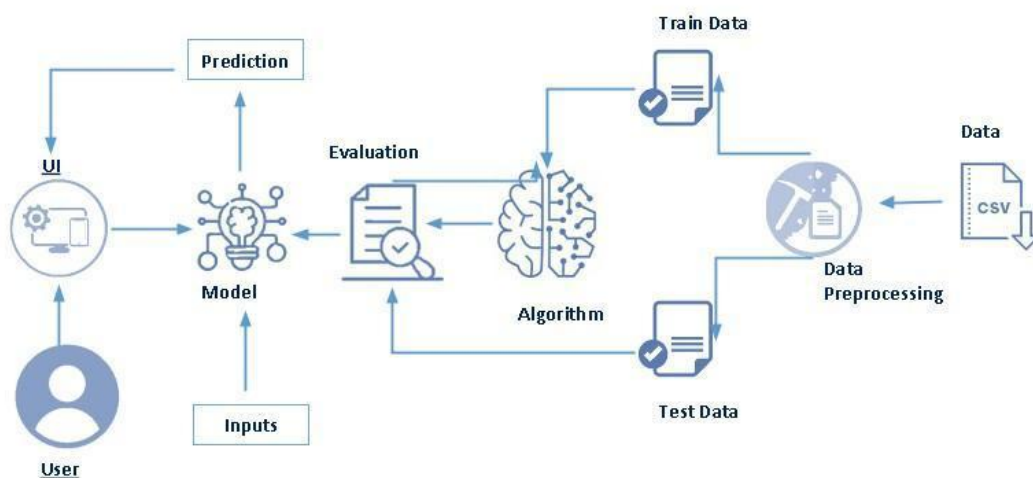 Train Data
Prediction
Data
Evaluation
UI
CSV
Model
Algorithm
Data
Preprocessing
Inputs
Test Data
User